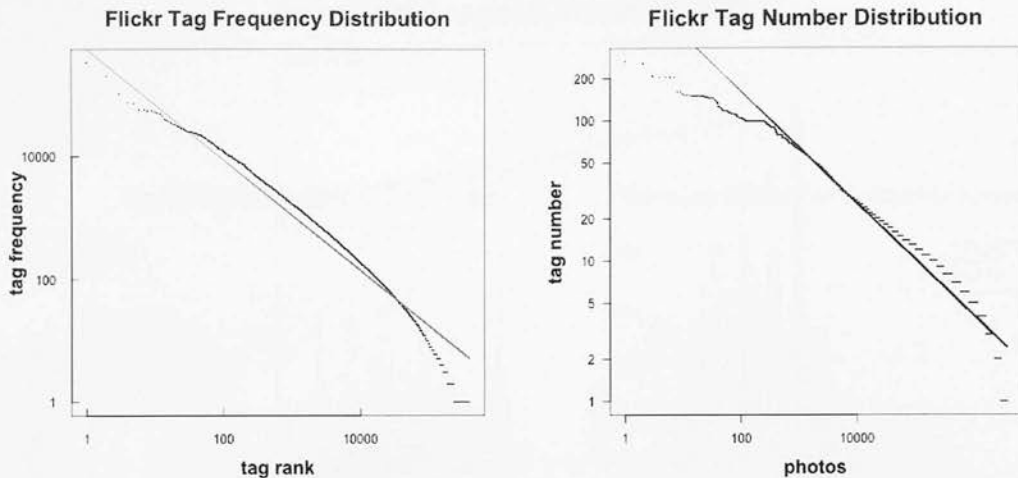 Flickr Tag Frequency Distribution
tag frequency
10000
100
1
1
100
10000
tag rank
Flickr Tag Number Distribution
tag number
200
100
50
20
10
5
2
1
1
100
10000
photos